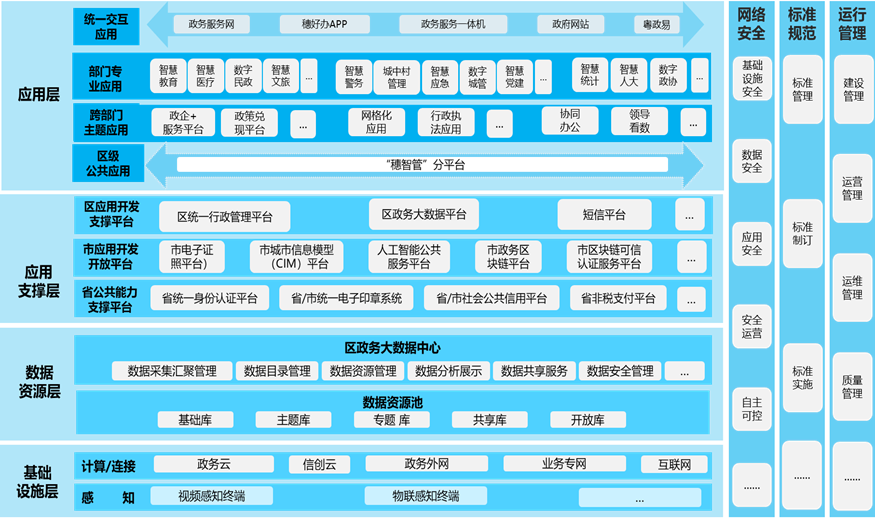 应用层
统一交互
应用
政务服务网
穗好办APP
政务服务一体机
政府网站
粤政易
部门专
业应用
智慧
教育
智慧
医疗
数字
民政
智慧
文旅
...
智慧
警务
城中村
管理
智慧
应急
数字
城管
智慧
党建
...
智慧
统计
智慧
人大
数字
政协
...
跨部门
主题应用
政企+
服务平台
政策兑
现平台
...
网格化
应用
行政执
法应用
...
协同
办公
领导
看数
...
区级
公共应用
“穗智管”分平台
应用
支撑层
区应用开发
支撑平台
区统一行政管理平台
区政务大数据平台
短信平台
...
市应用开发
开放平台
市电子证
照平台）
市城市信息模型
（CIM）平台
人工智能公共
服务平台
市政务区
块链平台
市区块链可信
认证服务平台
...
省公共能力
支撑平台
省统一身份认证平台
省/市统一电子印章系统
省/市社会公共信用平台
省非税支付平台
...
数据
资源层
区政务大数据中心
数据采集汇聚管理
数据目录管理
数据资源管理
数据分析展示
数据共享服务
数据安全管理
...
数据资源池
基础库
主题库
专题 库
共享库
开放库
基础
设施层
计算/连接
政务云
信创云
政务外网
业务专网
互联网
感 知
视频感知终端
物联感知终端
...
网络
安全
基础
设施
安全
数据
安全
应用
安全
安全
运营
自主
可控
......
标准
规范
标准
管理
标准
制订
标准
实施
......
运行
管理
建设
管理
运营
管理
运维
管理
质量
管理
......